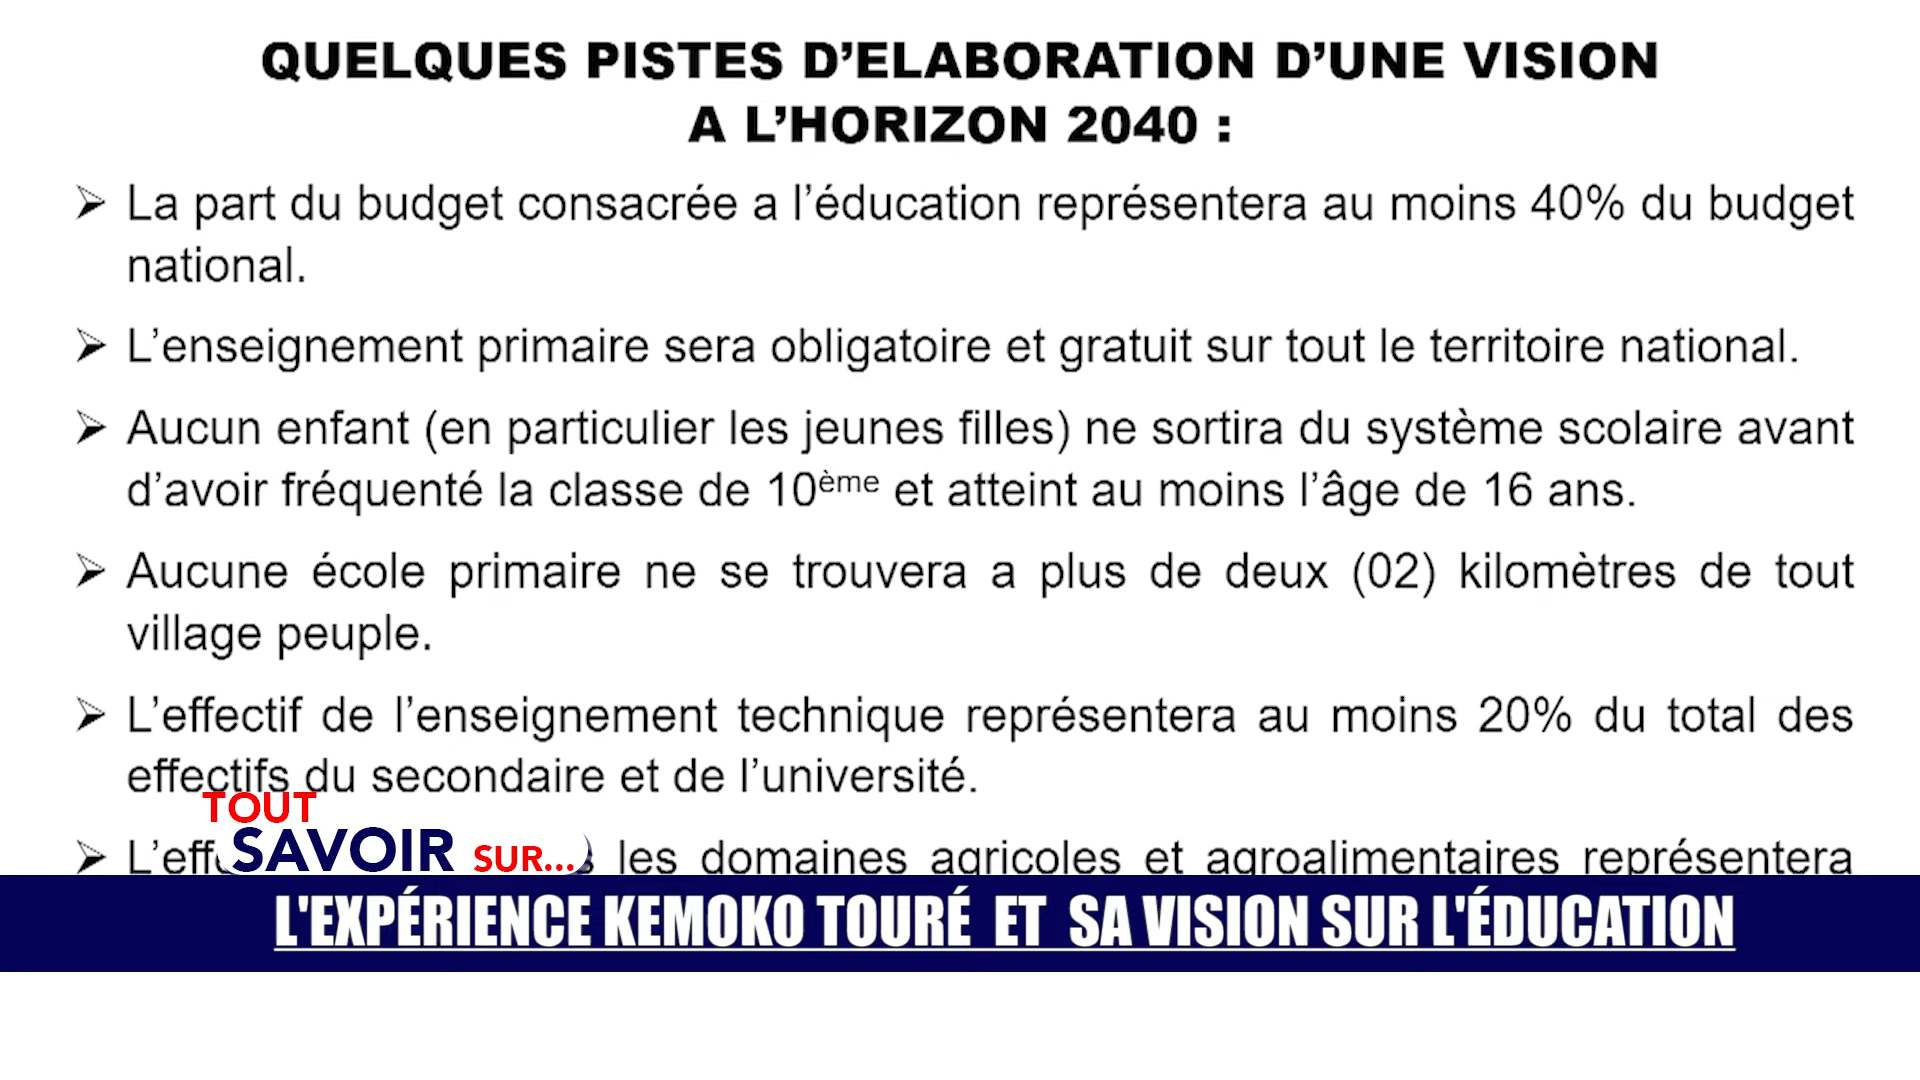 QUELQUES PISTES D’ELABORATION D’UNE VISION
A L’HORIZON 2040 :
➢ La part du budget consacrée a l’éducation représentera au moins 40% du budget
national.
➢ L’enseignement primaire sera obligatoire et gratuit sur tout le territoire national.
➢ Aucun enfant (en particulier les jeunes filles) ne sortira du système scolaire avant
d’avoir fréquenté la classe de 10ème et atteint au moins l’âge de 16 ans.
➢ Aucune école primaire ne se trouvera a plus de deux (02) kilomètres de tout
village peuple.
➢ L’effectif de l’enseignement technique représentera au moins 20% du total des
effectifs du secondaire et de l’université.
➢ les domaines agricoles et agroalimentaires représentera
TOUT
SAVOIR SUR...
L'EXPÉRIENCE KEMOKO TOURÉ ET SA VISION SUR L'ÉDUCATION